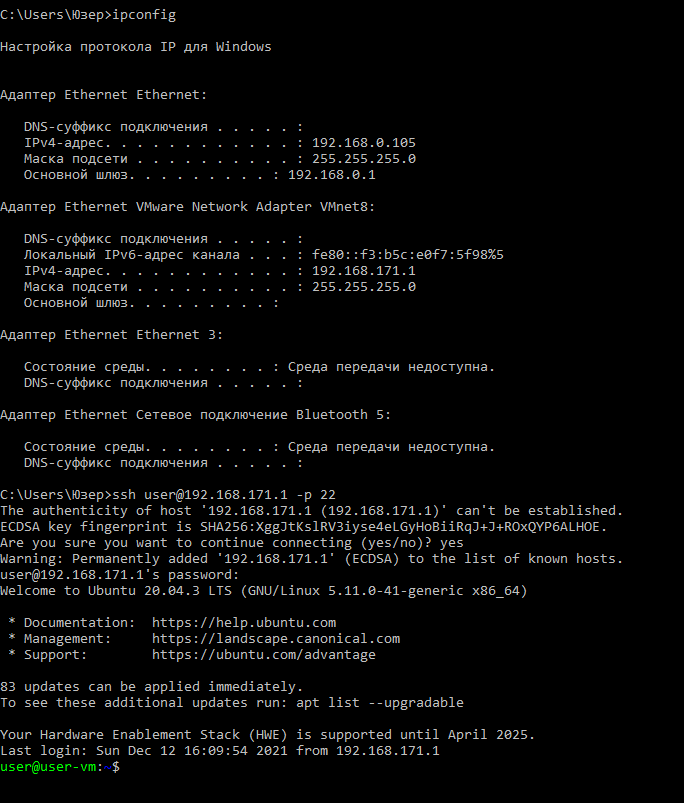 C:\Users\Юзер>ipconfig
Настройка протокола IP для Windows
Адаптер Ethernet Ethernet:
DNS-суффикс подключения . . . . . :
IPv4-адрес. . . . . . . . . . . . : 192.168.0.105
Маска подсети . . . . . . . . . . : 255.255.255.0
Основной шлюз. . . . . . . . . : 192.168.0.1
Адаптер Ethernet VMware Network Adapter VMnet8:
DNS-суффикс подключения . . . . . :
Локальный IPv6-адрес канала . . . : fe80::f3:b5c:e0f7:5f98%5
IPv4-адрес. . . . . . . . . . . . : 192.168.171.1
Маска подсети . . . . . . . . . . : 255.255.255.0
Основной шлюз. . . . . . . . . :
Адаптер Ethernet Ethernet 3:
Состояние среды. . . . . . . . : Среда передачи недоступна.
DNS-суффикс подключения . . . . . :
Адаптер Ethernet Сетевое подключение Bluetooth 5:
Состояние среды. . . . . . . . : Среда передачи недоступна.
DNS-суффикс подключения . . . . . :
C:\Users\Юзер>ssh user@192.168.171.1 -p 22
The authenticity of host '192.168.171.1 (192.168.171.1)' can't be established.
ECDSA key fingerprint is SHA256:XggJtKslRV3iyse4eLGyHoBiiRqJ+J+ROxQYP6ALHOE.
Are you sure you want to continue connecting (yes/no)? yes
Warning: Permanently added '192.168.171.1' (ECDSA) to the list of known hosts.
user@192.168.171.1's password:
Welcome to Ubuntu 20.04.3 LTS (GNU/Linux 5.11.0-41-generic x86_64)
* Documentation:  https://help.ubuntu.com
* Management:     https://landscape.canonical.com
* Support:        https://ubuntu.com/advantage
83 updates can be applied immediately.
To see these additional updates run: apt list --upgradable
Your Hardware Enablement Stack (HWE) is supported until April 2025.
Last login: Sun Dec 12 16:09:54 2021 from 192.168.171.1
user@user-vm:~$